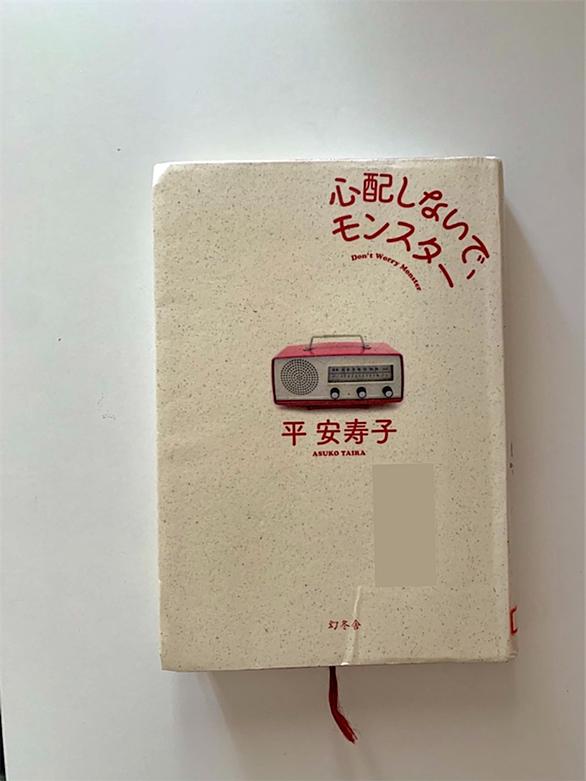 心配しないで、
モンスター
Don't Worry Monster
平 安寿子
ASUKO TAIRA
幻冬舎